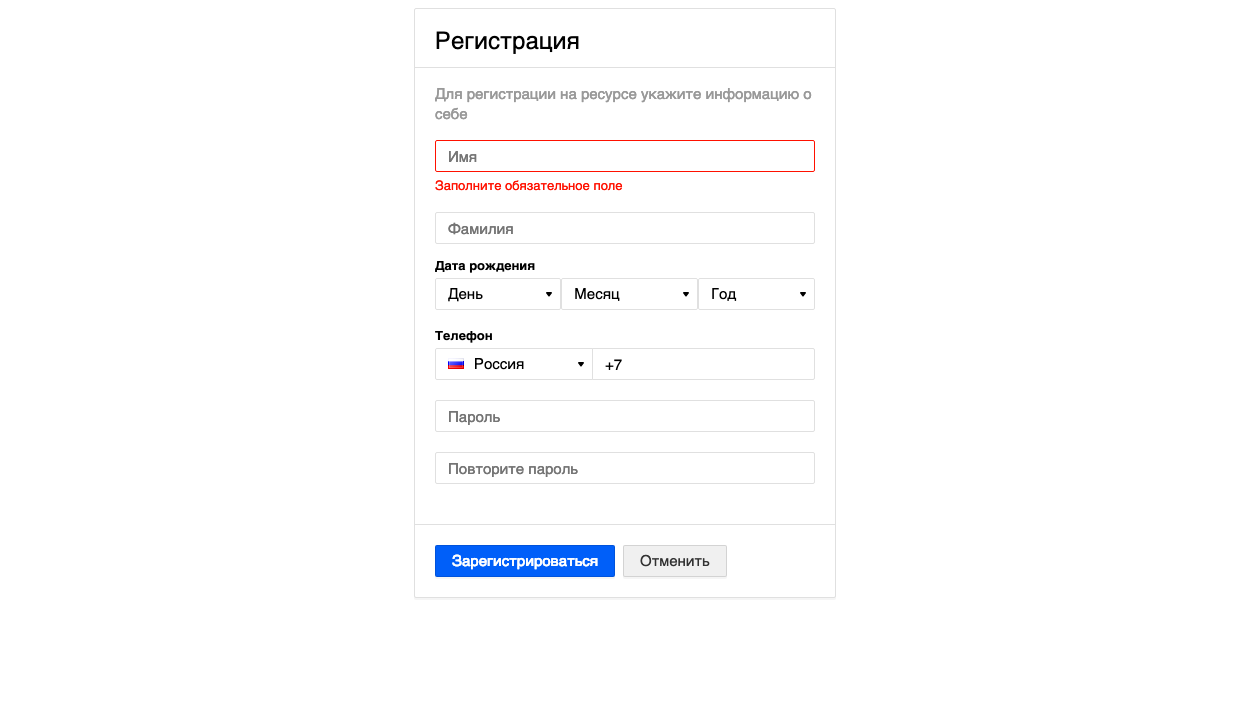 Регистрация
Для регистрации на ресурсе укажите информацию о
себе
Имя
Заполните обязательное поле
Фамилия
Дата рождения
День Месяц Год
Телефон
Россия +7
Пароль
Повторите пароль
Зарегистрироваться Отменить